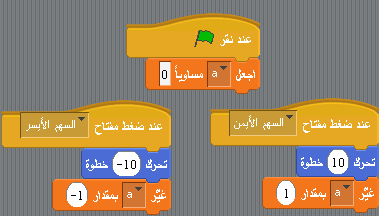 عند نقر
اجعل a مساوياً 0
عند ضغط مفتاح السهم الأيمن
تحرك 10 خطوة
غيّر a بمقدار 1
عند ضغط مفتاح السهم الأيسر
تحرك -10 خطوة
غيّر a بمقدار -1